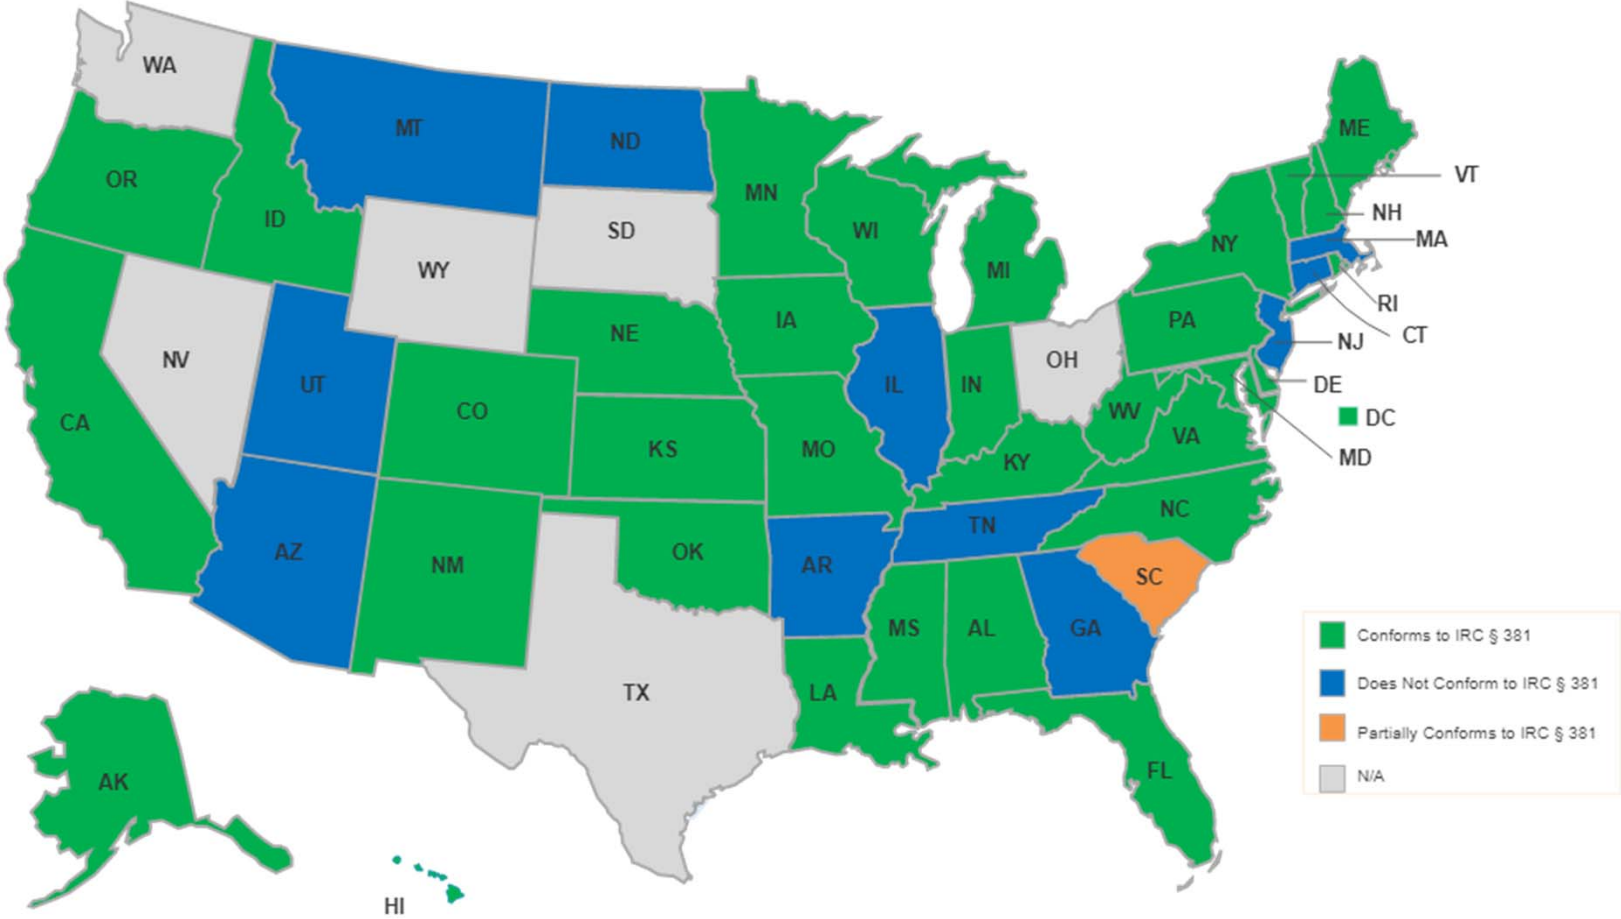 WA
ME
MT
ND
VT
OR
MN
NH
ID
SD
WI
NY
MA
WY
MI
RI
IA
PA
NE
CT
NJ
NV
OH
UT
IL
IN
DE
CO
WV
DC
CA
VA
KS
MO
MD
KY
NC
TN
AZ
OK
NM
AR
SC
MS
AL
GA
Conforms to IRC § 381
Does Not Conform to IRC § 381
TX
LA
Partially Conforms to IRC § 381
FL
N/A
AK
HI